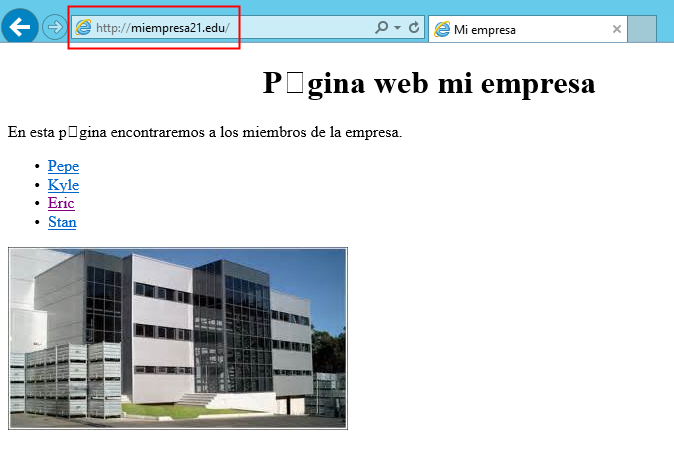 http://miempresa21.edu/
Mi empresa
P□gina web mi empresa
En esta p□gina encontraremos a los miembros de la empresa.
• Pepe
• Kyle
• Eric
• Stan